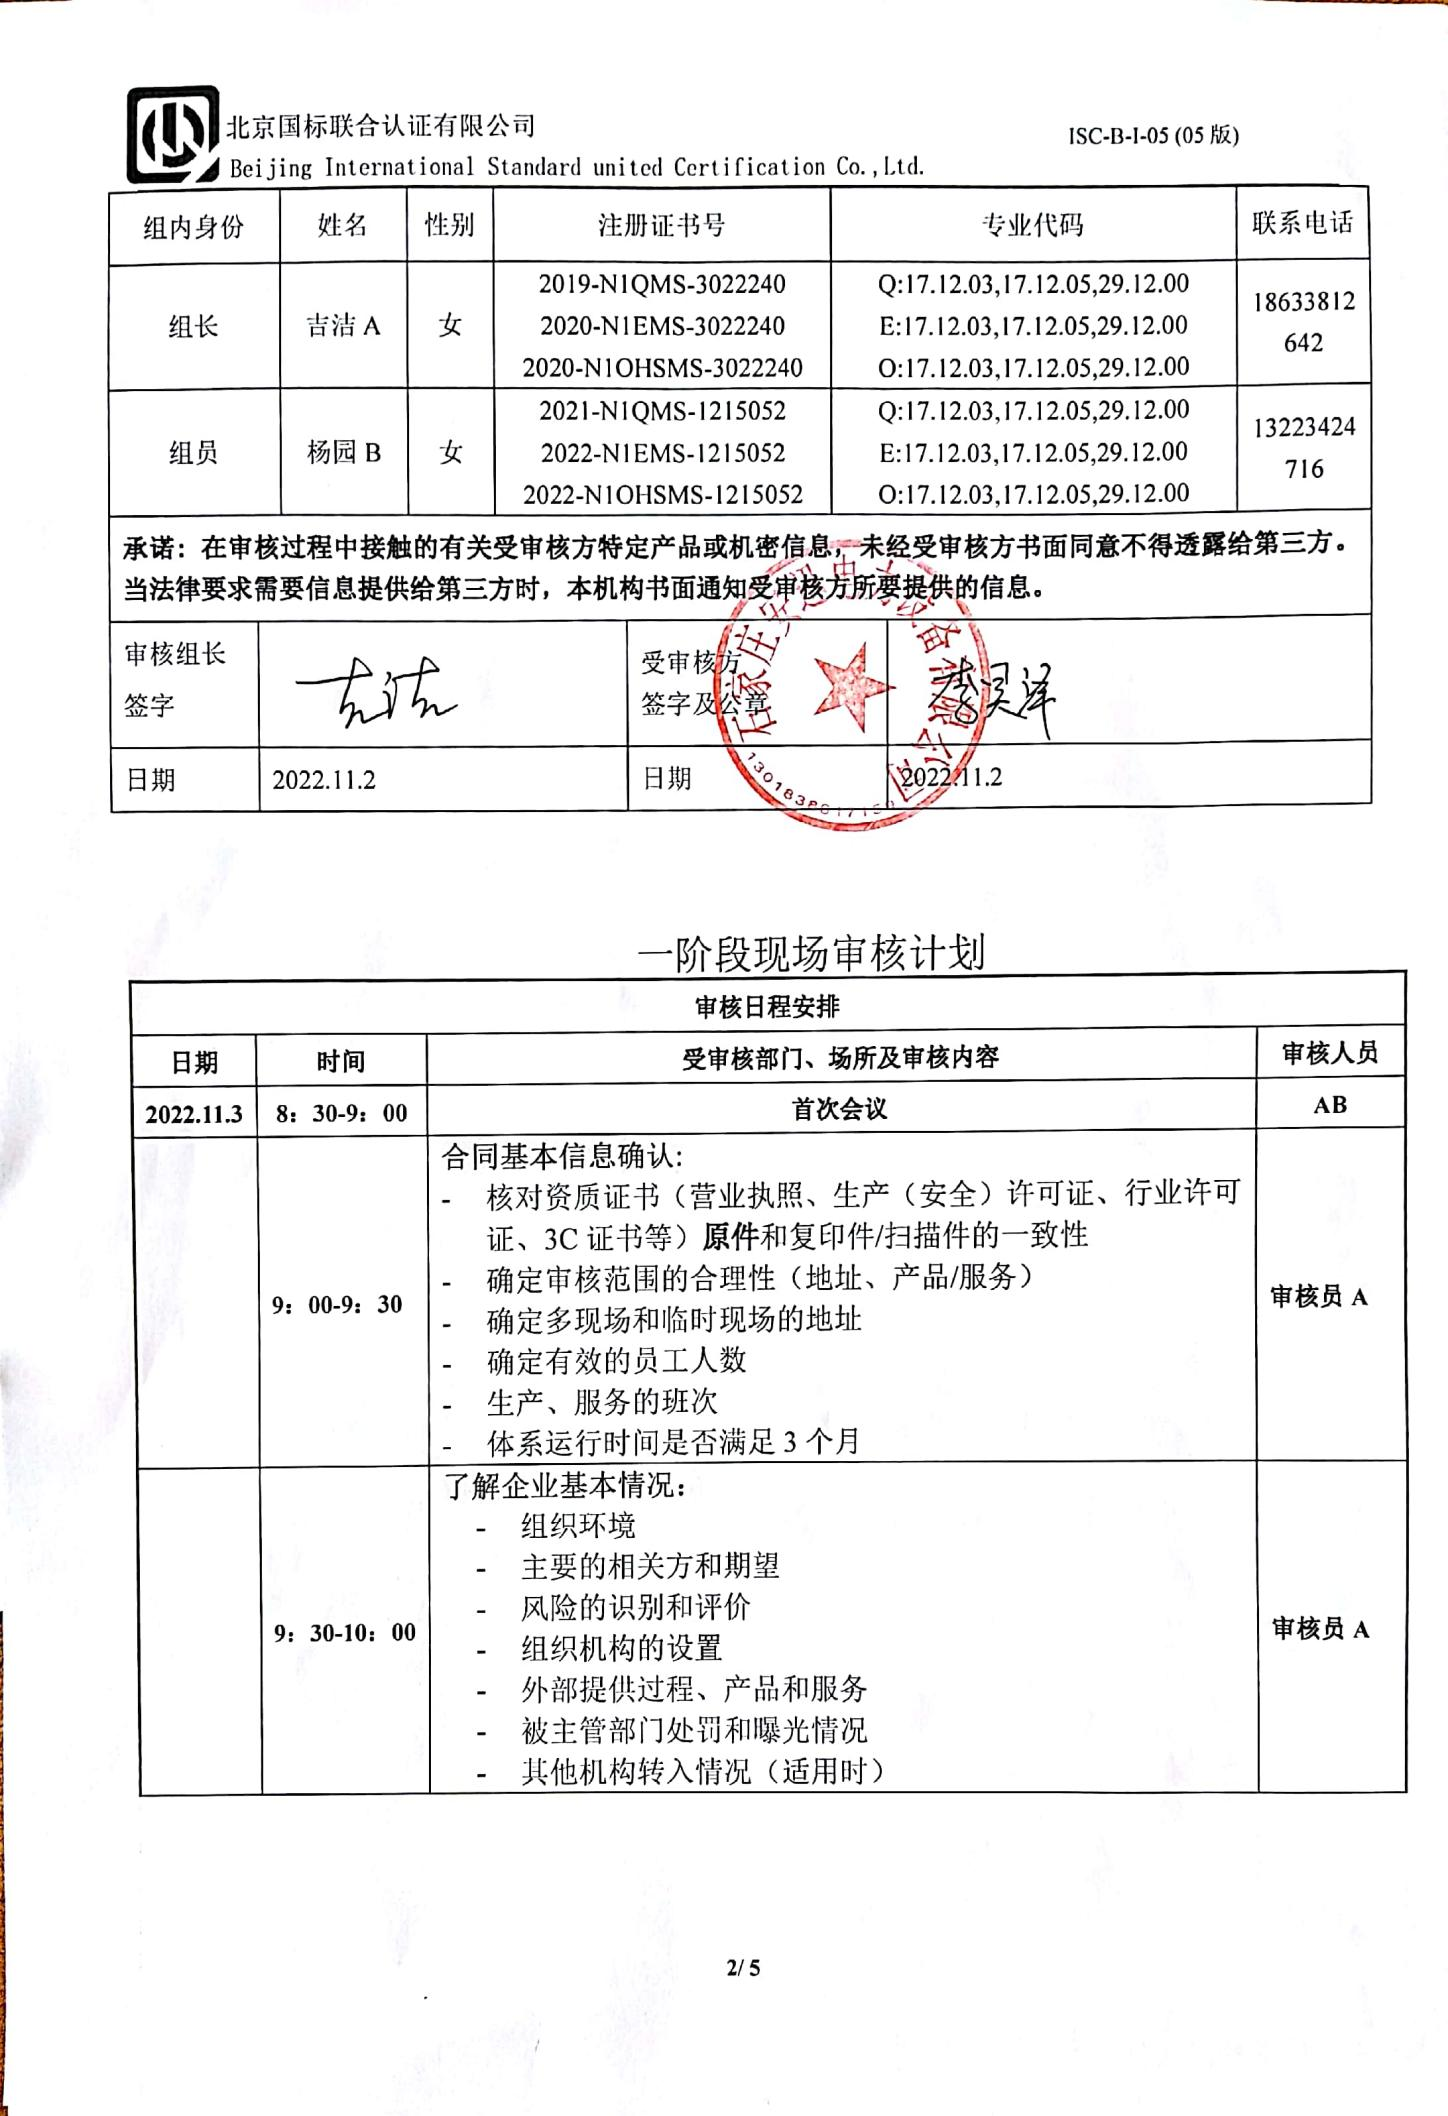 北京国标联合认证有限公司
ISC-B-I-05 (05 版)
Beijing International Standard united Certification Co.,Ltd.
组内身份 姓名 性别 注册证书号 专业代码 联系电话
组长 吉洁 A 女
2019-N1QMS-3022240
2020-N1EMS-3022240
2020-N1OHSMS-3022240
Q:17.12.03,17.12.05,29.12.00
E:17.12.03,17.12.05,29.12.00
O:17.12.03,17.12.05,29.12.00
18633812
642
组员 杨园 B 女
2021-N1QMS-1215052
2022-N1EMS-1215052
2022-N1OHSMS-1215052
Q:17.12.03,17.12.05,29.12.00
E:17.12.03,17.12.05,29.12.00
O:17.12.03,17.12.05,29.12.00
13223424
716
承诺：在审核过程中接触的有关受审核方特定产品或机密信息，未经受审核方书面同意不得透露给第三方。
当法律要求需要信息提供给第三方时，本机构书面通知受审核方所要提供的信息。
审核组长
签字
吉洁
受审核方
签字及公章
石家庄 电力设备有限公司
日期 2022.11.2 日期 2022.11.2
一阶段现场审核计划
审核日程安排
日期 时间 受审核部门、场所及审核内容 审核人员
2022.11.3 8：30-9：00 首次会议 AB
9：00-9：30
合同基本信息确认:
- 核对资质证书（营业执照、生产（安全）许可证、行业许可
证、3C 证书等）原件和复印件/扫描件的一致性
- 确定审核范围的合理性（地址、产品/服务）
- 确定多现场和临时现场的地址
- 确定有效的员工人数
- 生产、服务的班次
- 体系运行时间是否满足 3 个月
审核员 A
9：30-10：00
了解企业基本情况：
- 组织环境
- 主要的相关方和期望
- 风险的识别和评价
- 组织机构的设置
- 外部提供过程、产品和服务
- 被主管部门处罚和曝光情况
- 其他机构转入情况（适用时）
审核员 A
2/ 5